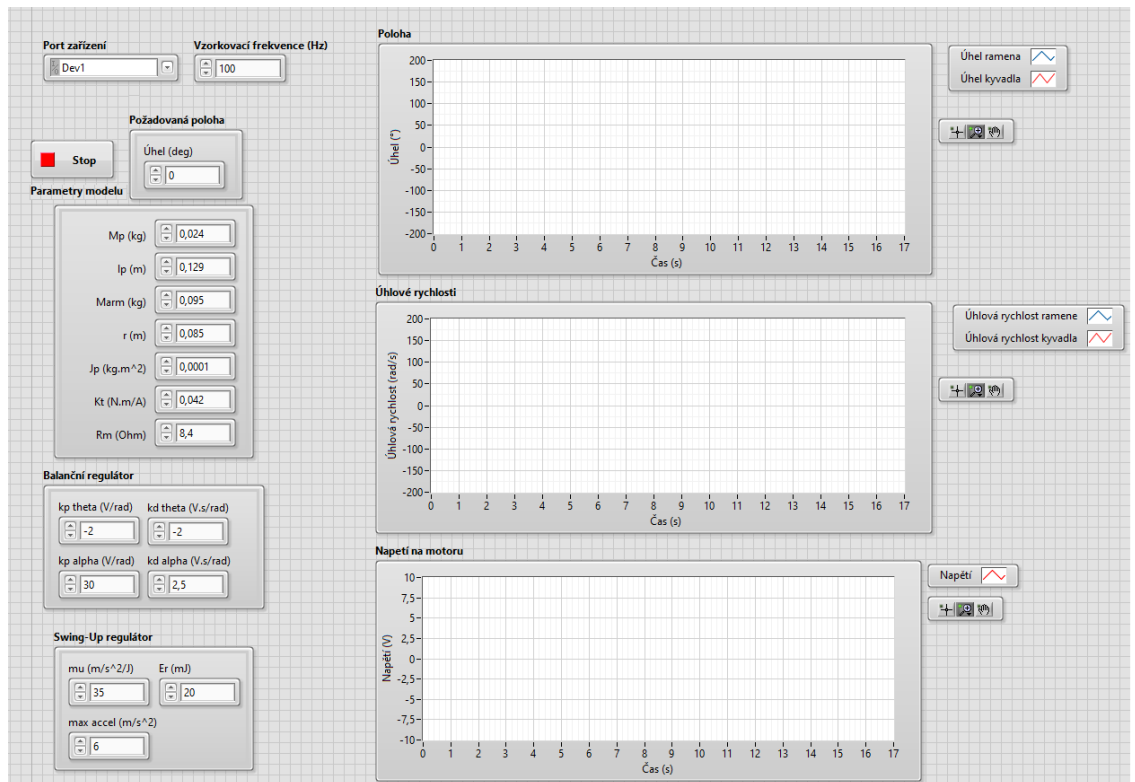 Port zařízení
Vzorkovací frekvence (Hz)
Dev1
100
Požadovaná poloha
Úhel (deg)
0
Stop
Parametry modelu
Mp (kg) 0,024
lp (m) 0,129
Marm (kg) 0,095
r (m) 0,085
Jp (kg.m^2) 0,0001
Kt (N.m/A) 0,042
Rm (Ohm) 8,4
Balanční regulátor
kp theta (V/rad) kd theta (V.s/rad)
-2 -2
kp alpha (V/rad) kd alpha (V.s/rad)
30 2,5
Swing-Up regulátor
mu (m/s^2/J) Er (mJ)
35 20
max accel (m/s^2)
6
Poloha
Úhel (°)
200
150
100
50
0
-50
-100
-150
-200
0 1 2 3 4 5 6 7 8 9 10 11 12 13 14 15 16 17
Čas (s)
Úhel ramena
Úhel kyvadla
Úhlové rychlosti
Úhlová rychlost (rad/s)
200
150
100
50
0
-50
-100
-150
-200
0 1 2 3 4 5 6 7 8 9 10 11 12 13 14 15 16 17
Čas (s)
Úhlová rychlost ramene
Úhlová rychlost kyvadla
Napetí na motoru
Napětí (V)
10
7,5
5
2,5
0
-2,5
-5
-7,5
-10
0 1 2 3 4 5 6 7 8 9 10 11 12 13 14 15 16 17
Čas (s)
Napětí